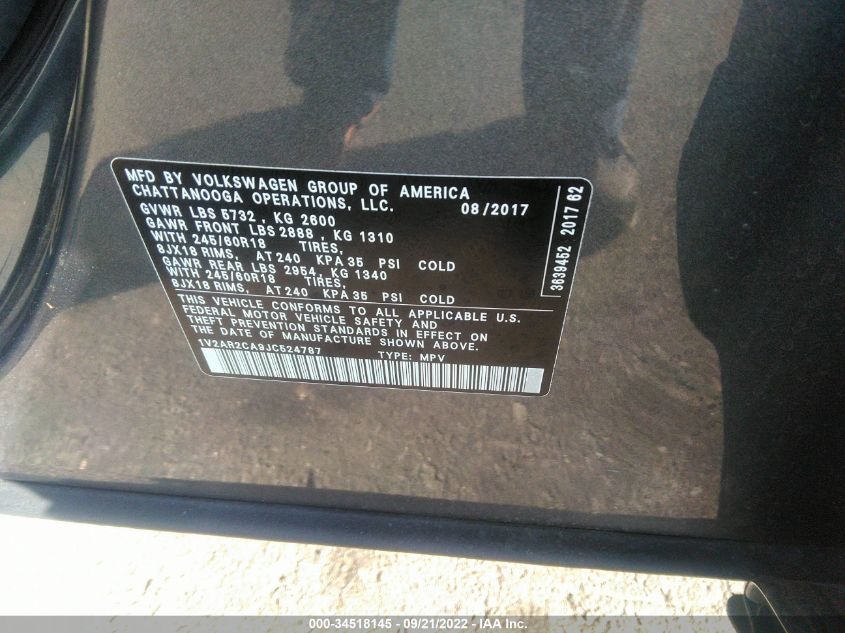 MFD BY VOLKSWAGEN GROUP OF AMERICA
CHATTANOOGA OPERATIONS, LLC. 08/2017
GVWR LBS 5732 , KG 2600
GAWR FRONT LBS 2888 , KG 1310
WITH 245/60R18 TIRES,
8JX18 RIMS, AT 240 KPA 35 PSI COLD
GAWR REAR LBS 2954, KG 1340
WITH 245/60R18 TIRES,
8JX18 RIMS, AT 240 KPA 35 PSI COLD
THIS VEHICLE CONFORMS TO ALL APPLICABLE U.S.
FEDERAL MOTOR VEHICLE SAFETY AND
THEFT PREVENTION STANDARDS IN EFFECT ON
THE DATE OF MANUFACTURE SHOWN ABOVE.
1V2AR2CA9JC524787 TYPE: MPV
3639452 2017 62
000-34518145 - 09/21/2022 - IAA Inc.